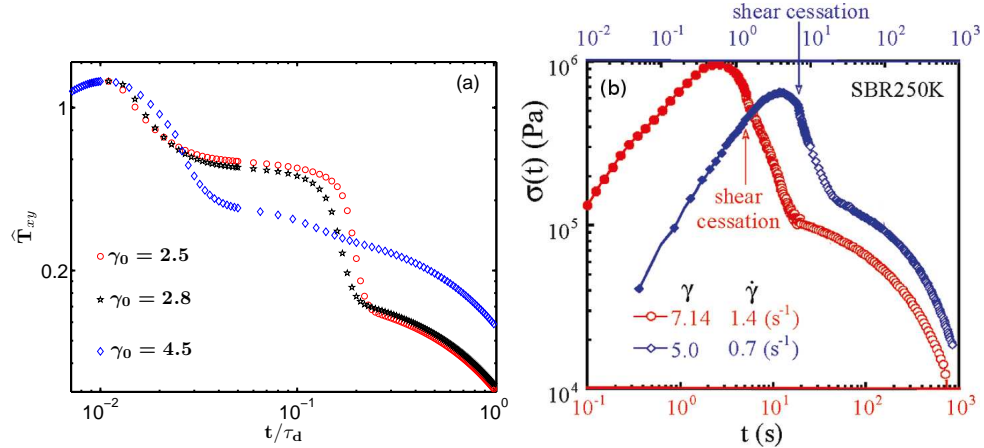 (a)
1
0.2
T̂xy
γ0 = 2.5
γ0 = 2.8
γ0 = 4.5
10^-2 10^-1 10^0
t/τd
shear cessation
10^-2 10^-1 10^0 10^1 10^2 10^3
10^6
10^5
10^4
σ(t) (Pa)
(b)
SBR250K
shear
cessation
γ γ̇
7.14 1.4 (s^-1)
5.0 0.7 (s^-1)
10^-1 10^0 10^1 10^2 10^3
t (s)